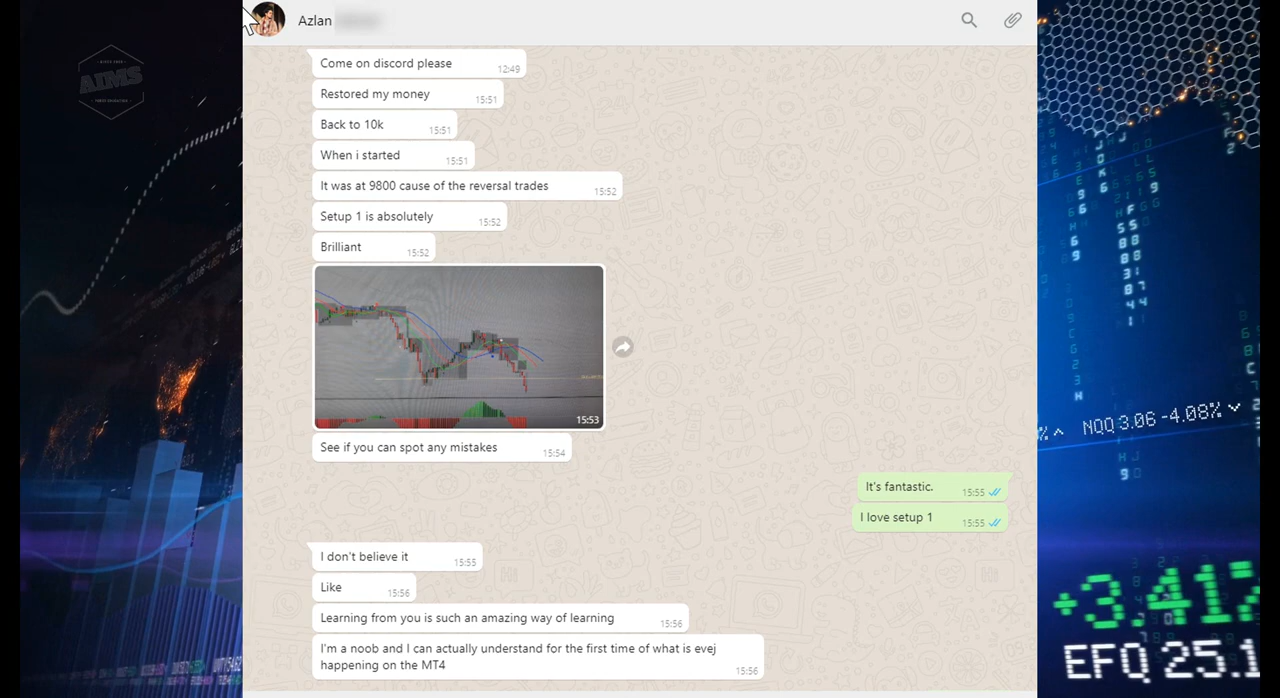 Azlan
Come on discord please
12:49
Restored my money
15:51
Back to 10k
15:51
When i started
15:51
It was at 9800 cause of the reversal trades
15:52
Setup 1 is absolutely
15:52
Brilliant
15:52
15:53
See if you can spot any mistakes
15:54
It's fantastic.
15:55
I love setup 1
15:55
I don't believe it
15:55
Like
15:56
Learning from you is such an amazing way of learning
15:56
I'm a noob and I can actually understand for the first time of what is evej
happening on the MT4
15:56
AIMS
NQQ 3.06 -4.08%
+3.41%
EFQ 25.1